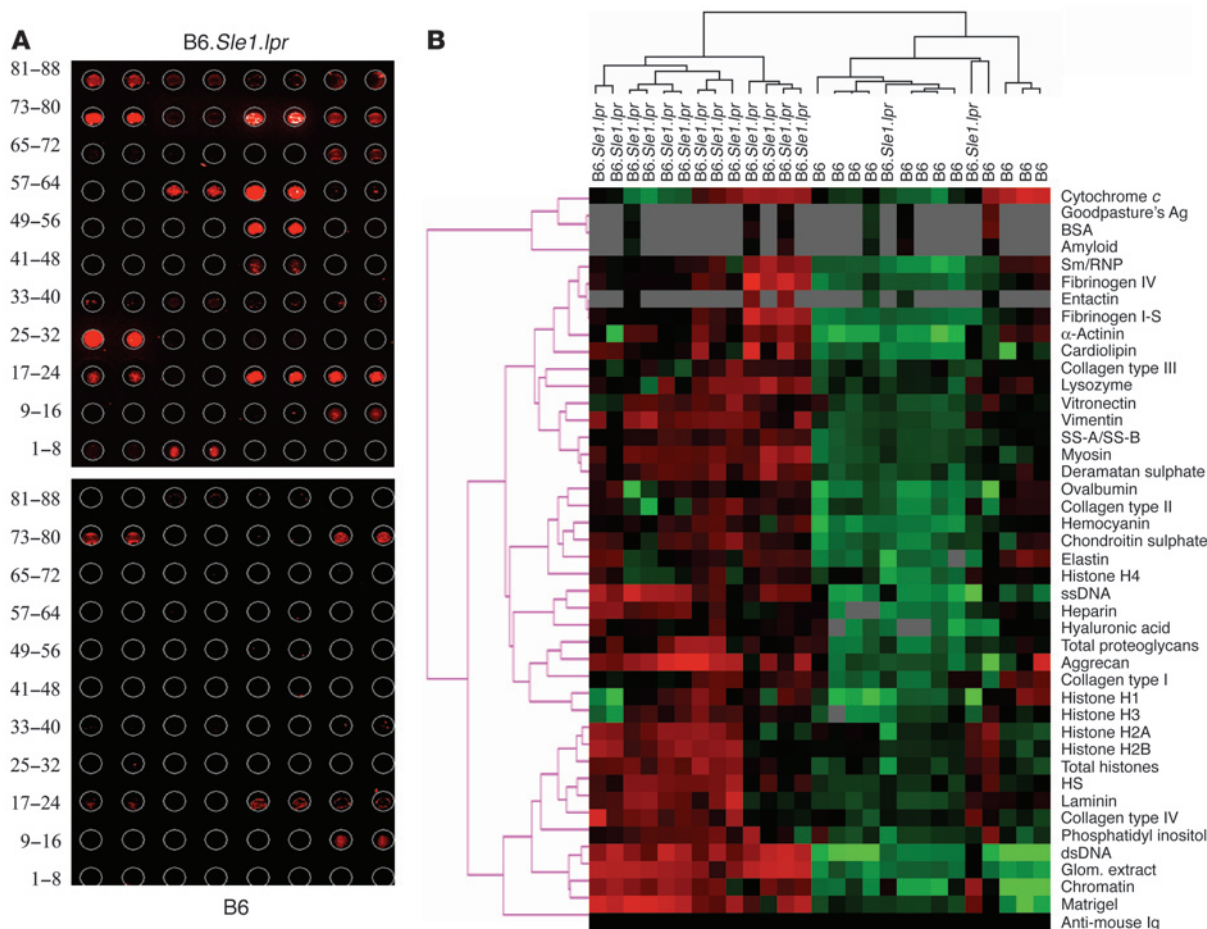 A
B6.Sle1.lpr
81–88
73–80
65–72
57–64
49–56
41–48
33–40
25–32
17–24
9–16
1–8
81–88
73–80
65–72
57–64
49–56
41–48
33–40
25–32
17–24
9–16
1–8
B6
B
B6.Sle1.lpr
B6.Sle1.lpr
B6.Sle1.lpr
B6.Sle1.lpr
B6.Sle1.lpr
B6.Sle1.lpr
B6.Sle1.lpr
B6.Sle1.lpr
B6.Sle1.lpr
B6.Sle1.lpr
B6.Sle1.lpr
B6.Sle1.lpr
B6.Sle1.lpr
B6
B6
B6
B6
B6.Sle1.lpr
B6
B6
B6
B6
B6.Sle1.lpr
B6
B6
B6
B6
Cytochrome c
Goodpasture's Ag
BSA
Amyloid
Sm/RNP
Fibrinogen IV
Entactin
Fibrinogen I-S
α-Actinin
Cardiolipin
Collagen type III
Lysozyme
Vitronectin
Vimentin
SS-A/SS-B
Myosin
Deramatan sulphate
Ovalbumin
Collagen type II
Hemocyanin
Chondroitin sulphate
Elastin
Histone H4
ssDNA
Heparin
Hyaluronic acid
Total proteoglycans
Aggrecan
Collagen type I
Histone H1
Histone H3
Histone H2A
Histone H2B
Total histones
HS
Laminin
Collagen type IV
Phosphatidyl inositol
dsDNA
Glom. extract
Chromatin
Matrigel
Anti-mouse Ig